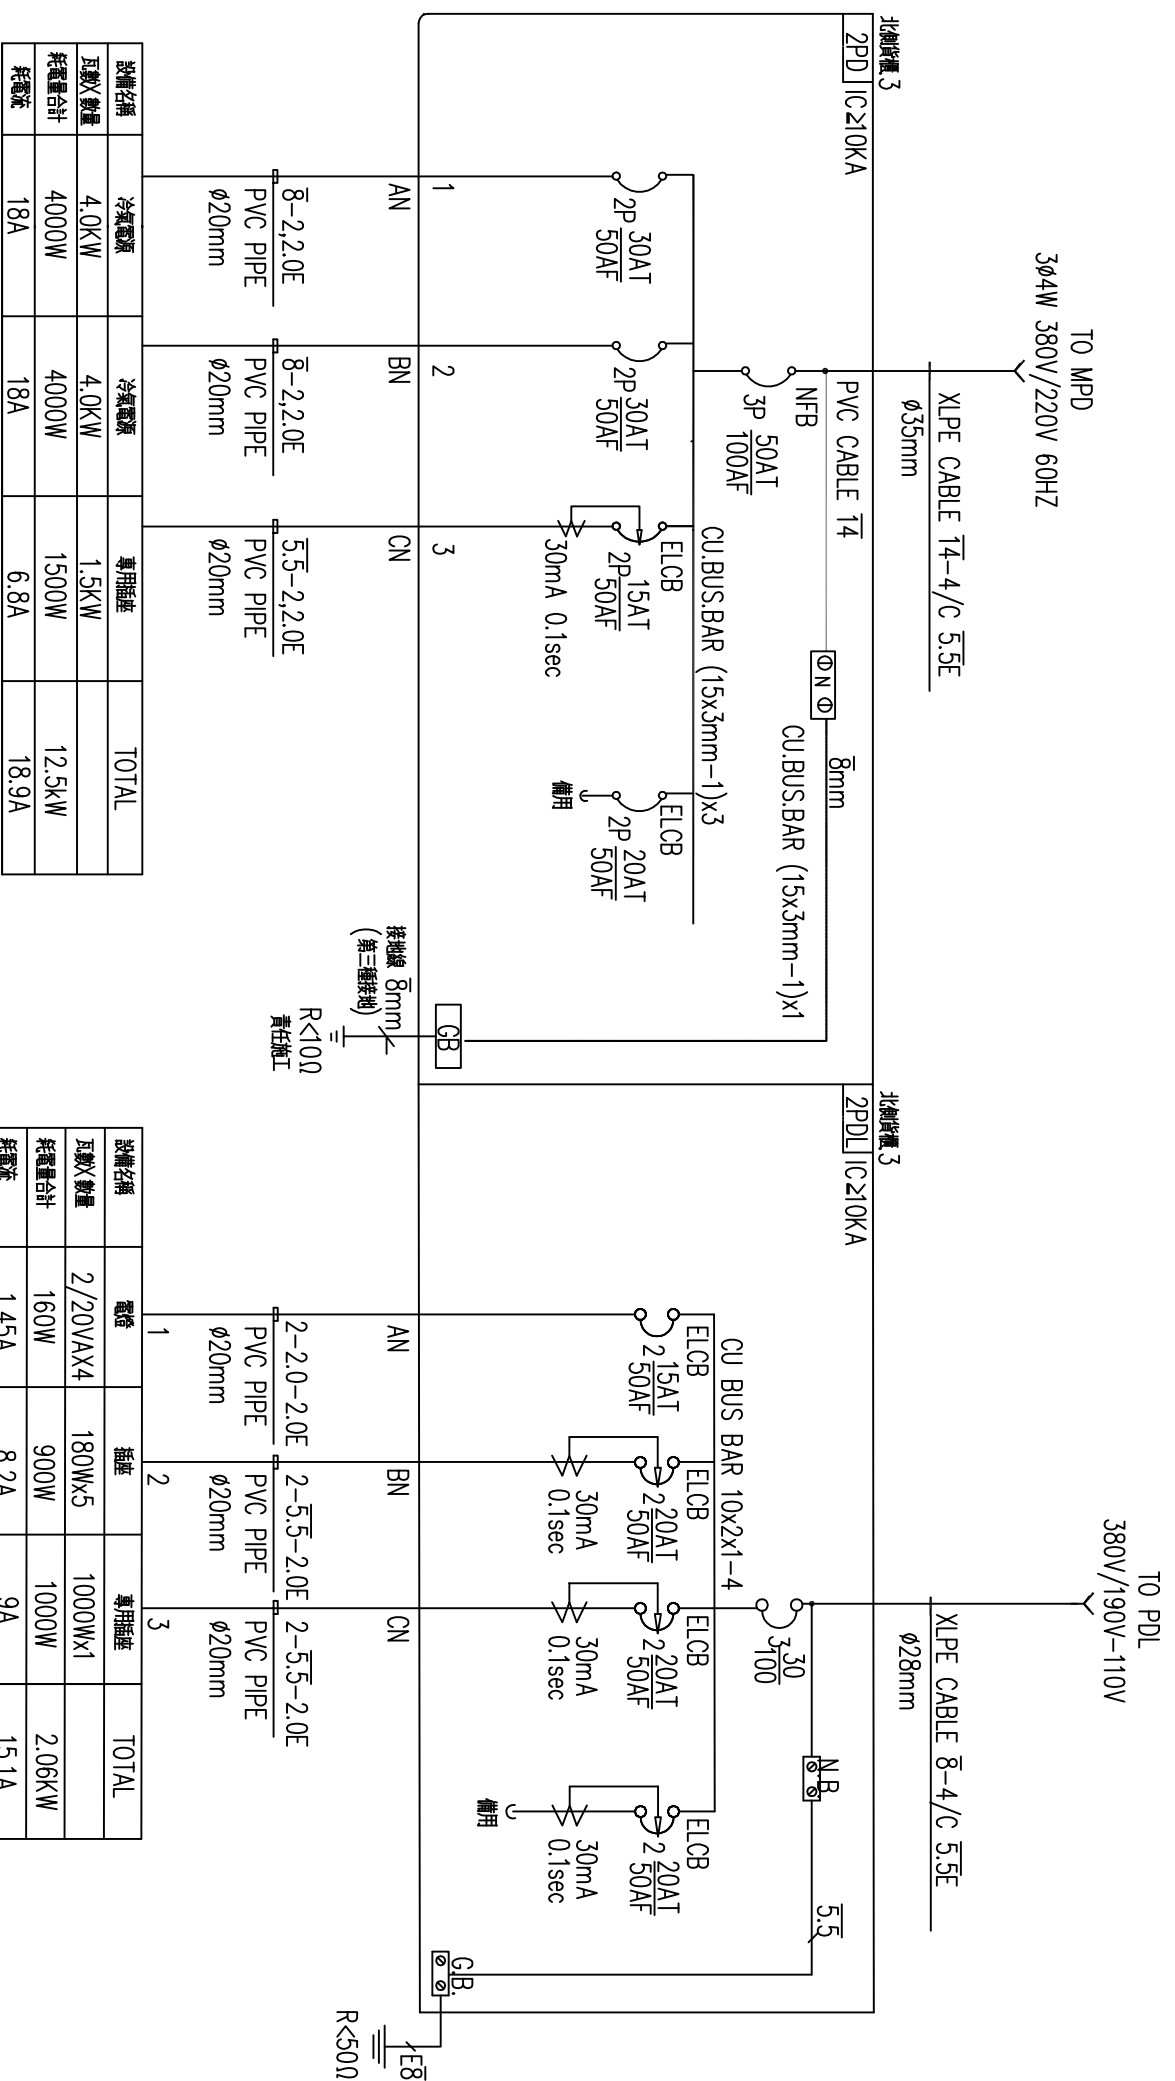 TO MPD
3ø4W 380V/220V 60HZ
XLPE CABLE 14-4/C 5.5E
ø35mm
北側貨櫃3
2PD
IC≥10KA
PVC CABLE 14
NFB
3P 50AT
100AF
N
8mm
CU.BUS.BAR (15x3mm-1)x1
CU.BUS.BAR (15x3mm-1)x3
2P 30AT
50AF
2P 30AT
50AF
ELCB
2P 15AT
50AF
30mA 0.1sec
ELCB
2P 20AT
50AF
備用
1
AN
2
BN
3
CN
GB
接地線 8mm
(第三種接地)
R<10Ω
責任施工
8-2,2.0E
PVC PIPE
ø20mm
8-2,2.0E
PVC PIPE
ø20mm
5.5-2,2.0E
PVC PIPE
ø20mm
設備名稱 冷氣電源 冷氣電源 專用插座 TOTAL
瓦數X數量 4.0KW 4.0KW 1.5KW
耗電量合計 4000W 4000W 1500W 12.5kW
耗電流 18A 18A 6.8A 18.9A
TO PDL
380V/190V-110V
XLPE CABLE 8-4/C 5.5E
ø28mm
北側貨櫃3
2PDL
IC≥10KA
3 30
100
N.B
5.5
CU BUS BAR 10x2x1-4
ELCB
2 15AT
50AF
ELCB
2 20AT
50AF
30mA
0.1sec
ELCB
2 20AT
50AF
30mA
0.1sec
ELCB
2 20AT
50AF
30mA
0.1sec
備用
G.B.
E8
R<50Ω
AN
BN
CN
2-2.0-2.0E
PVC PIPE
ø20mm
2-5.5-2.0E
PVC PIPE
ø20mm
2-5.5-2.0E
PVC PIPE
ø20mm
1
2
3
設備名稱 電燈 插座 專用插座 TOTAL
瓦數X數量 2/20VAX4 180Wx5 1000Wx1
耗電量合計 160W 900W 1000W 2.06KW
耗電流 1.45A 8.2A 9A 15.1A